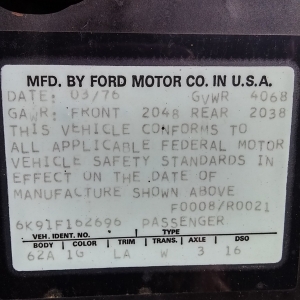 MFD. BY FORD MOTOR CO. IN U.S.A.
DATE: 03/76 GVWR 4068
GAWR: FRONT 2048 REAR 2038
THIS VEHICLE CONFORMS TO
ALL APPLICABLE FEDERAL MOTOR
VEHICLE SAFETY STANDARDS IN
EFFECT ON THE DATE OF
MANUFACTURE SHOWN ABOVE
F0008/R0021
6K91F162696 PASSENGER
VEH. IDENT. NO. TYPE
BODY COLOR TRIM TRANS. AXLE DSO
62A 1G LA W 3 16